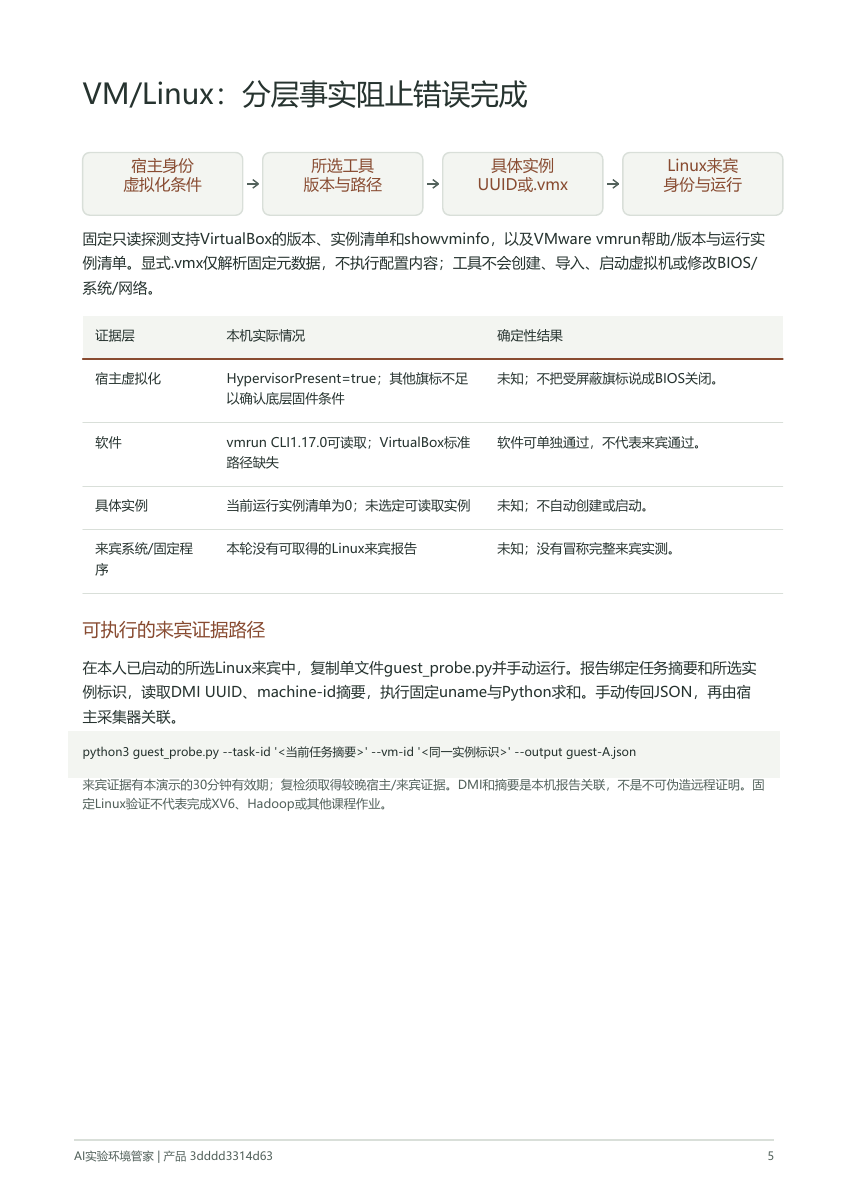 VM/Linux：分层事实阻止错误完成
宿主身份
虚拟化条件
所选工具
版本与路径
具体实例
UUID或.vmx
Linux来宾
身份与运行
固定只读探测支持VirtualBox的版本、实例清单和showvminfo，以及VMware vmrun帮助/版本与运行实
例清单。显式.vmx仅解析固定元数据，不执行配置内容；工具不会创建、导入、启动虚拟机或修改BIOS/
系统/网络。
证据层
本机实际情况
确定性结果
宿主虚拟化
HypervisorPresent=true；其他旗标不足
以确认底层固件条件
未知；不把受屏蔽旗标说成BIOS关闭。
软件
vmrun CLI1.17.0可读取；VirtualBox标准
路径缺失
软件可单独通过，不代表来宾通过。
具体实例
当前运行实例清单为0；未选定可读取实例
未知；不自动创建或启动。
来宾系统/固定程
序
本轮没有可取得的Linux来宾报告
未知；没有冒称完整来宾实测。
可执行的来宾证据路径
在本人已启动的所选Linux来宾中，复制单文件guest_probe.py并手动运行。报告绑定任务摘要和所选实
例标识，读取DMI UUID、machine-id摘要，执行固定uname与Python求和。手动传回JSON，再由宿
主采集器关联。
python3 guest_probe.py --task-id '<当前任务摘要>' --vm-id '<同一实例标识>' --output guest-A.json
来宾证据有本演示的30分钟有效期；复检须取得较晚宿主/来宾证据。DMI和摘要是本机报告关联，不是不可伪造远程证明。固
定Linux验证不代表完成XV6、Hadoop或其他课程作业。
AI实验环境管家 | 产品 3dddd3314d63
5